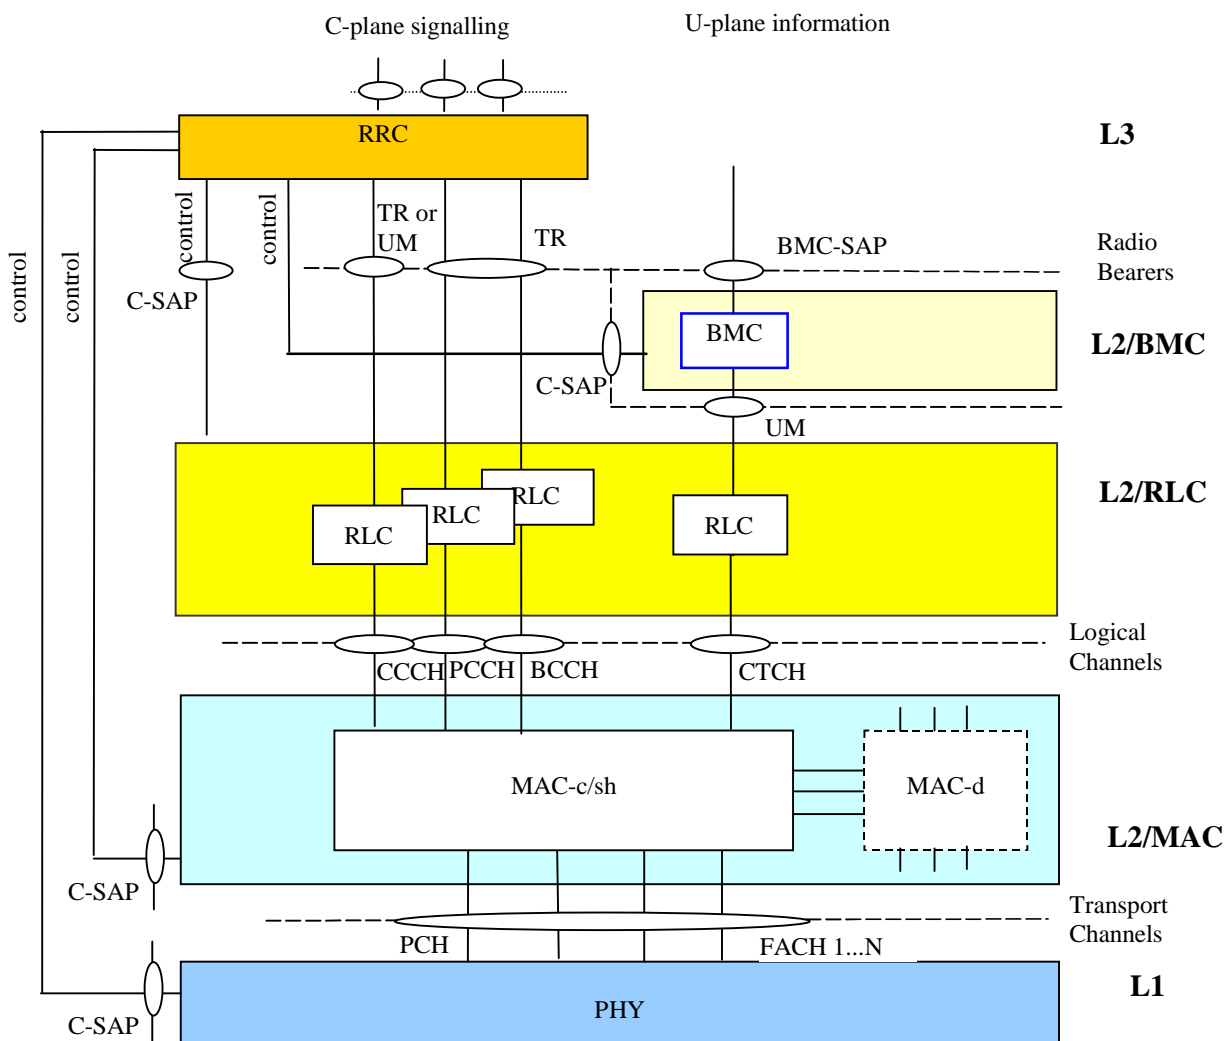 C-plane signalling
U-plane information
RRC
L3
control
control
control
control
TR or
UM
TR
BMC-SAP
Radio
Bearers
C-SAP
BMC
L2/BMC
C-SAP
UM
L2/RLC
RLC
RLC
RLC
RLC
Logical
Channels
CCCH
PCCH
BCCH
CTCH
MAC-c/sh
MAC-d
L2/MAC
C-SAP
Transport
Channels
PCH
FACH 1...N
L1
PHY
C-SAP